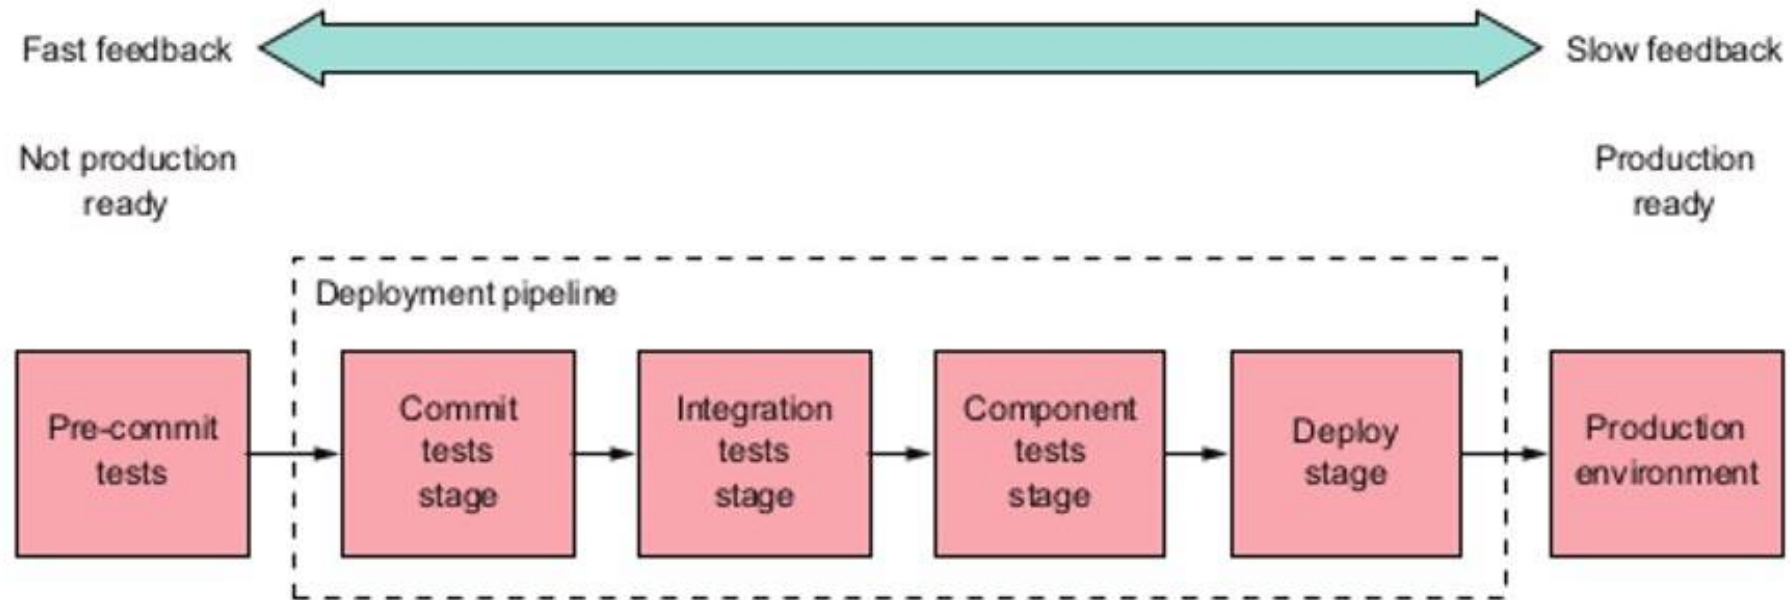 Fast feedback
Slow feedback
Not production
ready
Production
ready
Deployment pipeline
Pre-commit
tests
Commit
tests
stage
Integration
tests
stage
Component
tests
stage
Deploy
stage
Production
environment